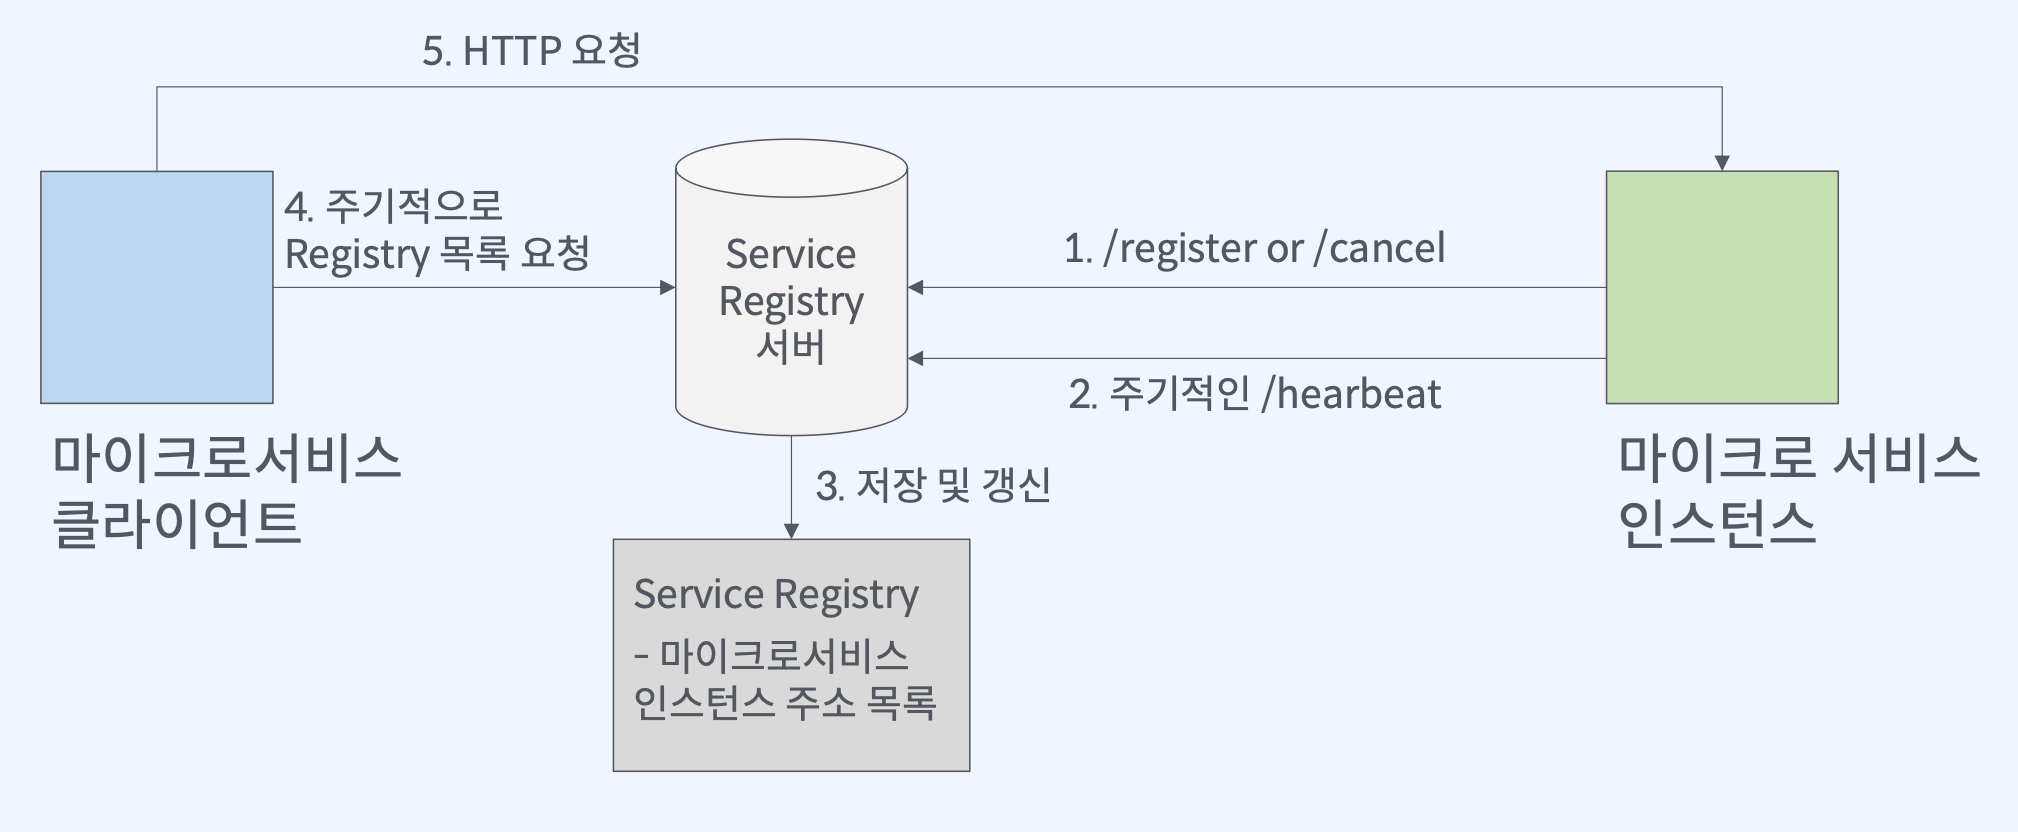 5. HTTP 요청
4. 주기적으로
Registry 목록 요청
Service
Registry
서버
1. /register or /cancel
2. 주기적인 /hearbeat
마이크로서비스
클라이언트
3. 저장 및 갱신
마이크로 서비스
인스턴스
Service Registry
- 마이크로서비스
인스턴스 주소 목록